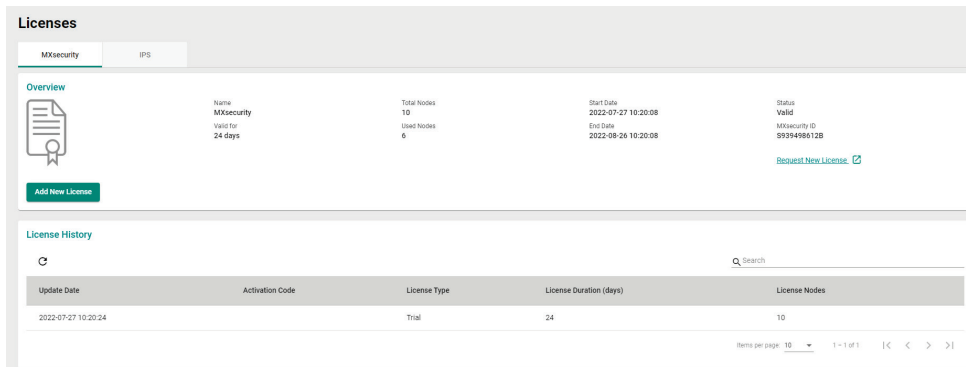 Licenses
MXsecurity IPS
Overview
Name Total Nodes Start Date Status
MXsecurity 10 2022-07-27 10:20:08 Valid
Valid for Used Nodes End Date MXsecurity ID
24 days 6 2022-08-26 10:20:08 S939498612B
Request New License
Add New License
License History
Search
Update Date Activation Code License Type License Duration (days) License Nodes
2022-07-27 10:20:24 Trial 24 10
Items per page: 10 1 – 1 of 1